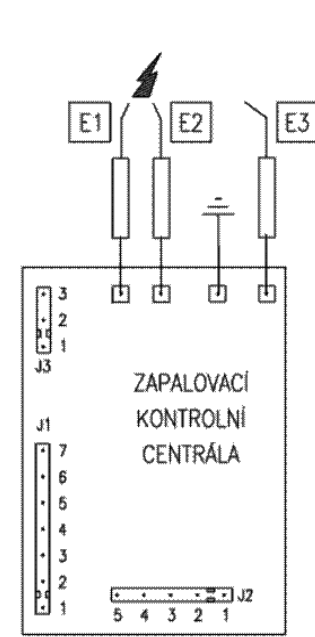 E1 E2 E3
3
2
1
J3
ZAPALOVACÍ
KONTROLNÍ
CENTRÁLA
J1
7
6
5
4
3
2
1
J2
5 4 3 2 1